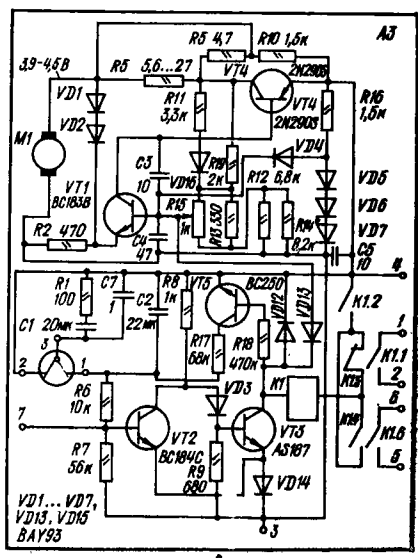 A3
R5 4,7
R10 1,5к
3,9-4,5В
R5
5,6...27
VT4
2N2905
VT4
2N2905
R16
1,5к
VD1
R11
3,3к
M1
VD2
C3
10
VD16
R19
2к
VD4
6,8к
VD5
VT1
BC183B
R15
1к
R13 330
R12
VD6
R14
8,2к
VD7
R2 470
C4
47
C5
10
4
R1
100
C7
1
C2
22мк
R8
1к
VT5
BC250
VD12
VD13
K1.2
C1 20мк
3
2
1
R17
68к
R18
470к
1
K1.1
2
R6
10к
VD3
K1
7
6
K1.6
5
R7
56к
VT2
BC184C
R9
680
VT3
AS187
VD14
3
VD1...VD7,
VD13, VD15
BAY93